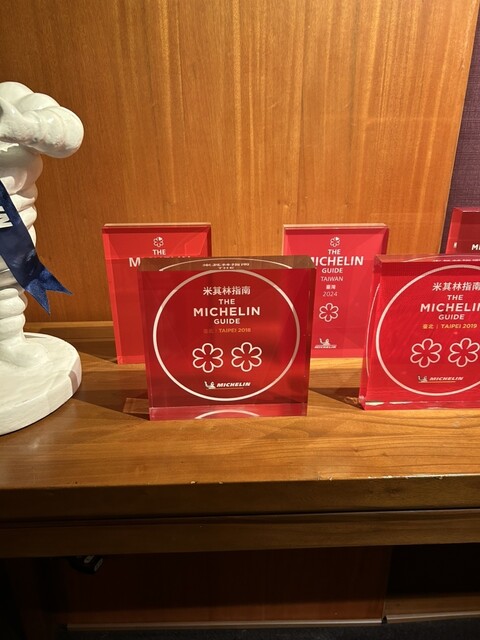 THE
M
THE
MICHELIN
GUIDE
TAIWAN
臺灣
2024
米其林指南
THE
MICHELIN
GUIDE
臺北 | TAIPEI 2018
MICHELIN
米其林指南
THE
MICHELIN
GUIDE
臺北 | TAIPEI
MICHELIN